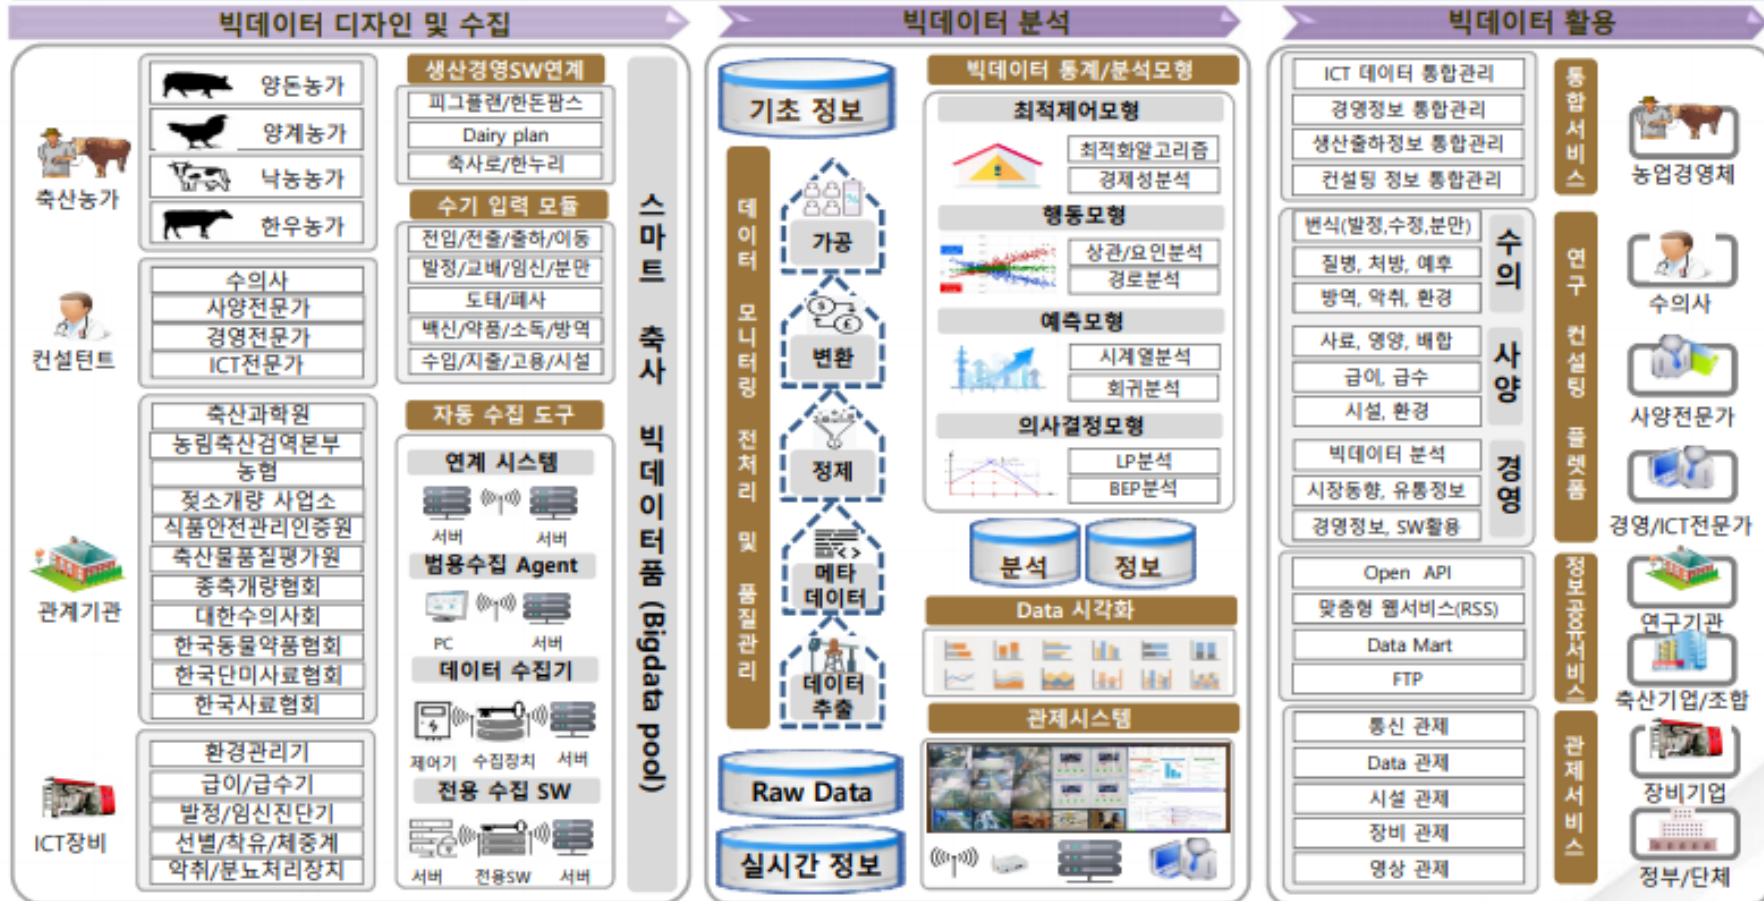 빅데이터 디자인 및 수집
축산농가
양돈농가
양계농가
낙농농가
한우농가
컨설턴트
수의사
사양전문가
경영전문가
ICT전문가
관계기관
축산과학원
농림축산검역본부
농협
젖소개량 사업소
식품안전관리인증원
축산물품질평가원
종축개량협회
대한수의사회
한국동물약품협회
한국단미사료협회
한국사료협회
ICT장비
환경관리기
급이/급수기
발정/임신진단기
선별/착유/체중계
악취/분뇨처리장치
생산경영SW연계
피그플랜/한돈팜스
Dairy plan
축사로/한누리
수기 입력 모듈
전입/전출/출하/이동
발정/교배/임신/분만
도태/폐사
백신/약품/소독/방역
수입/지출/고용/시설
자동 수집 도구
연계 시스템
서버
서버
범용수집 Agent
PC
서버
데이터 수집기
제어기
수집장치
서버
전용 수집 SW
서버
전용SW
서버
스마트 축사 빅데이터품 (Bigdata pool)
빅데이터 분석
기초 정보
데이터 모니터링 전처리 및 품질관리
가공
변환
정제
메타
데이터
데이터
추출
Raw Data
실시간 정보
빅데이터 통계/분석모형
최적제어모형
최적화알고리즘
경제성분석
행동모형
상관/요인분석
경로분석
예측모형
시계열분석
회귀분석
의사결정모형
LP분석
BEP분석
분석
정보
Data 시각화
관제시스템
빅데이터 활용
ICT 데이터 통합관리
경영정보 통합관리
생산출하정보 통합관리
컨설팅 정보 통합관리
통합서비스
농업경영체
번식(발정,수정,분만)
질병, 처방, 예후
방역, 악취, 환경
수의
사료, 영양, 배합
급이, 급수
시설, 환경
사양
빅데이터 분석
시장동향, 유통정보
경영정보, SW활용
경영
연구 컨설팅 플랫폼
수의사
사양전문가
경영/ICT전문가
Open API
맞춤형 웹서비스(RSS)
Data Mart
FTP
정보공유서비스
연구기관
축산기업/조합
통신 관제
Data 관제
시설 관제
장비 관제
영상 관제
관제서비스
장비기업
정부/단체